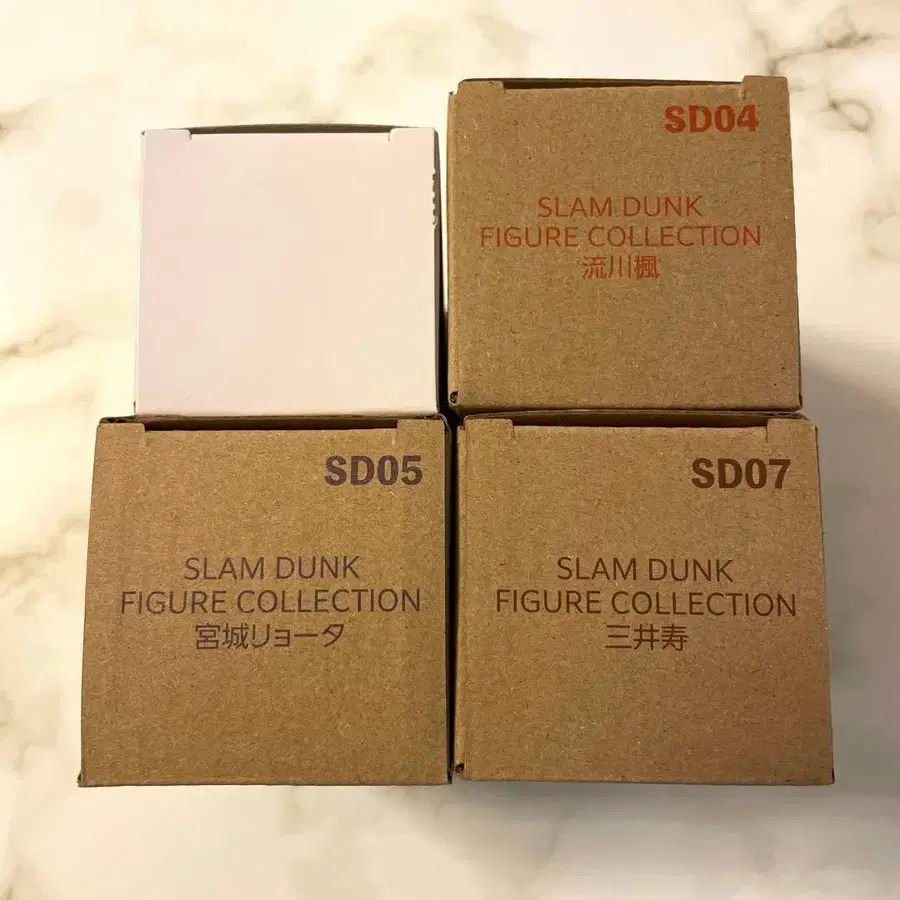 SD04
SLAM DUNK
FIGURE COLLECTION
流川楓
SD05
SLAM DUNK
FIGURE COLLECTION
宮城リョータ
SD07
SLAM DUNK
FIGURE COLLECTION
三井寿